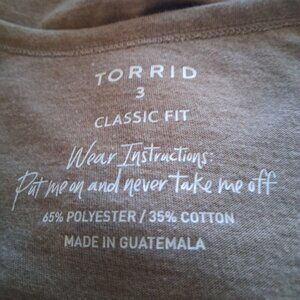 TORRID
3
CLASSIC FIT
Wear Instructions:
Put me on and never take me off
65% POLYESTER / 35% COTTON
MADE IN GUATEMALA